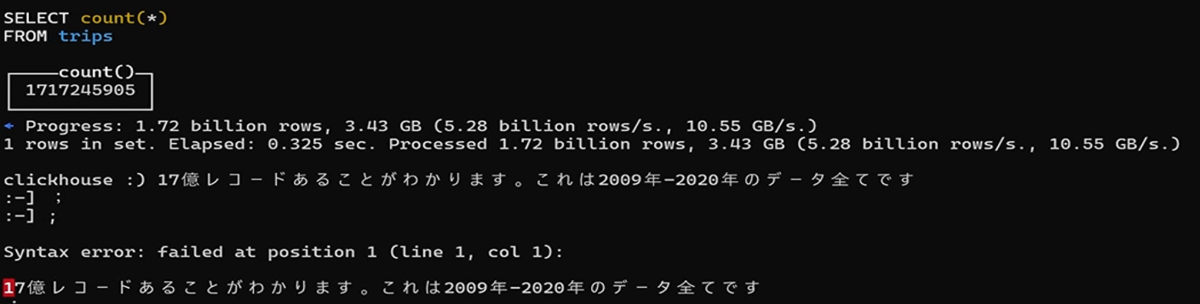 SELECT count(*)
FROM trips
count()
1717245905
← Progress: 1.72 billion rows, 3.43 GB (5.28 billion rows/s., 10.55 GB/s.)
1 rows in set. Elapsed: 0.325 sec. Processed 1.72 billion rows, 3.43 GB (5.28 billion rows/s., 10.55 GB/s.)
clickhouse :) 17億レコードあることがわかります。これは2009年-2020年のデータ全てです
:-] ；
:-] ;
Syntax error: failed at position 1 (line 1, col 1):
17億レコードあることがわかります。これは2009年-2020年のデータ全てです